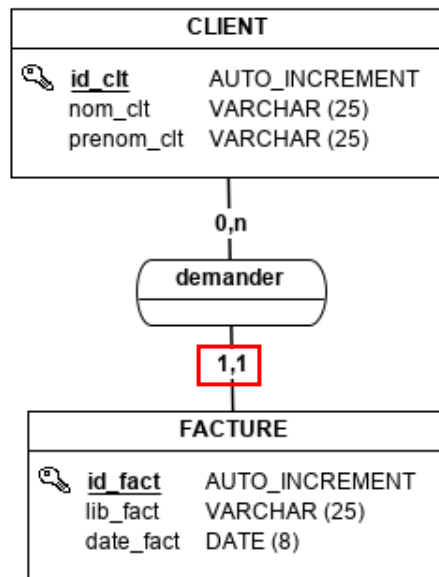 CLIENT
id_clt AUTO_INCREMENT
nom_clt VARCHAR (25)
prenom_clt VARCHAR (25)
0,n
demander
1,1
FACTURE
id_fact AUTO_INCREMENT
lib_fact VARCHAR (25)
date_fact DATE (8)